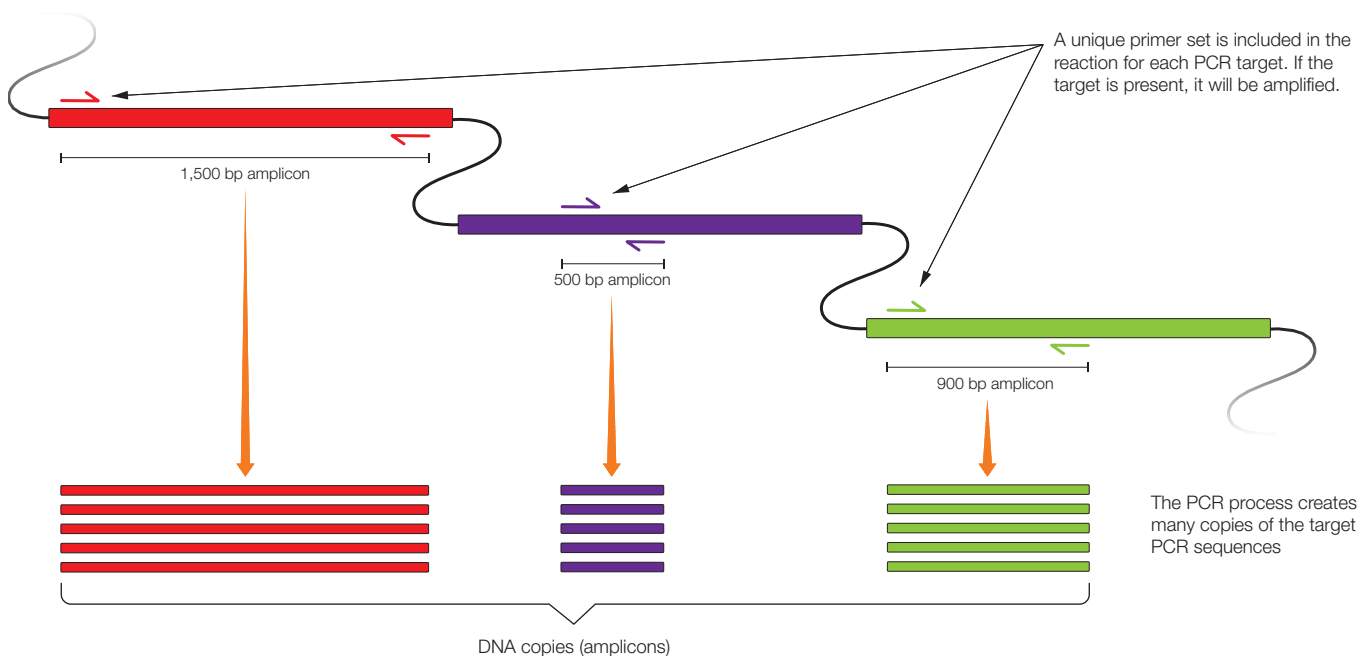 A unique primer set is included in the
reaction for each PCR target. If the
target is present, it will be amplified.
1,500 bp amplicon
500 bp amplicon
900 bp amplicon
The PCR process creates
many copies of the target
PCR sequences
DNA copies (amplicons)